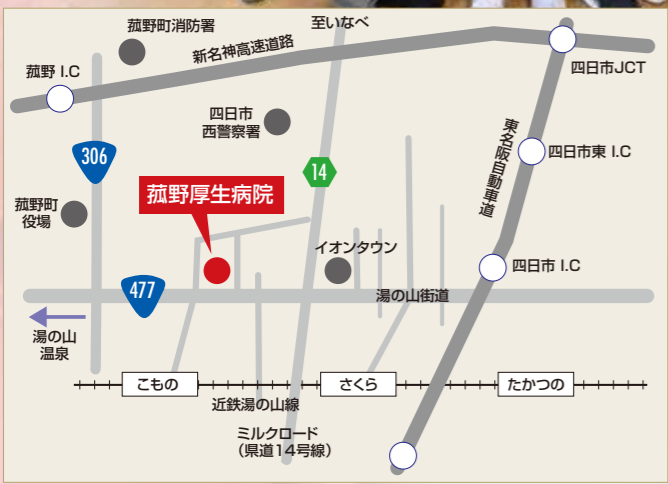 菰野町消防署
至いなべ
新名神高速道路
菰野 I.C
四日市JCT
四日市
西警察署
306
14
東名阪自動車道
四日市東 I.C
菰野厚生病院
菰野町
役場
イオンタウン
四日市 I.C
477
湯の山街道
湯の山
温泉
こもの
さくら
たかつの
近鉄湯の山線
ミルクロード
(県道14号線)